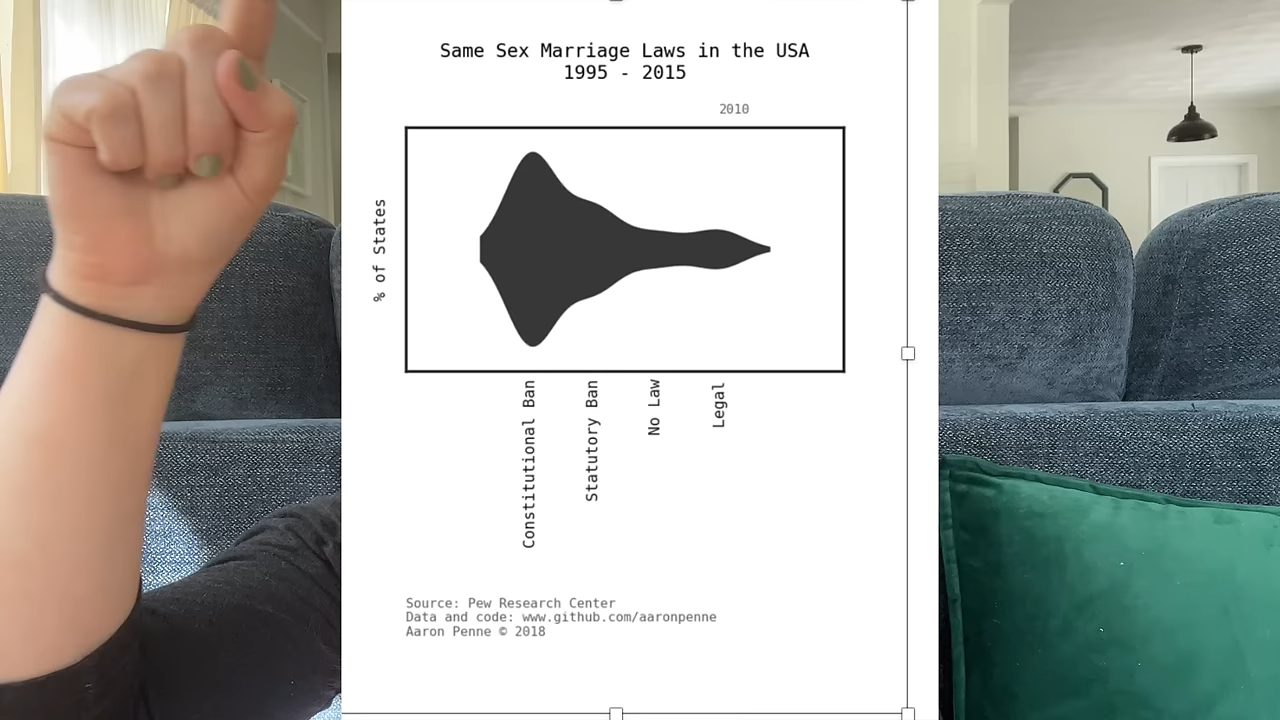 Same Sex Marriage Laws in the USA
1995 - 2015
2010
% of States
Constitutional Ban
Statutory Ban
No Law
Legal
Source: Pew Research Center
Data and code: www.github.com/aaronpenne
Aaron Penne © 2018